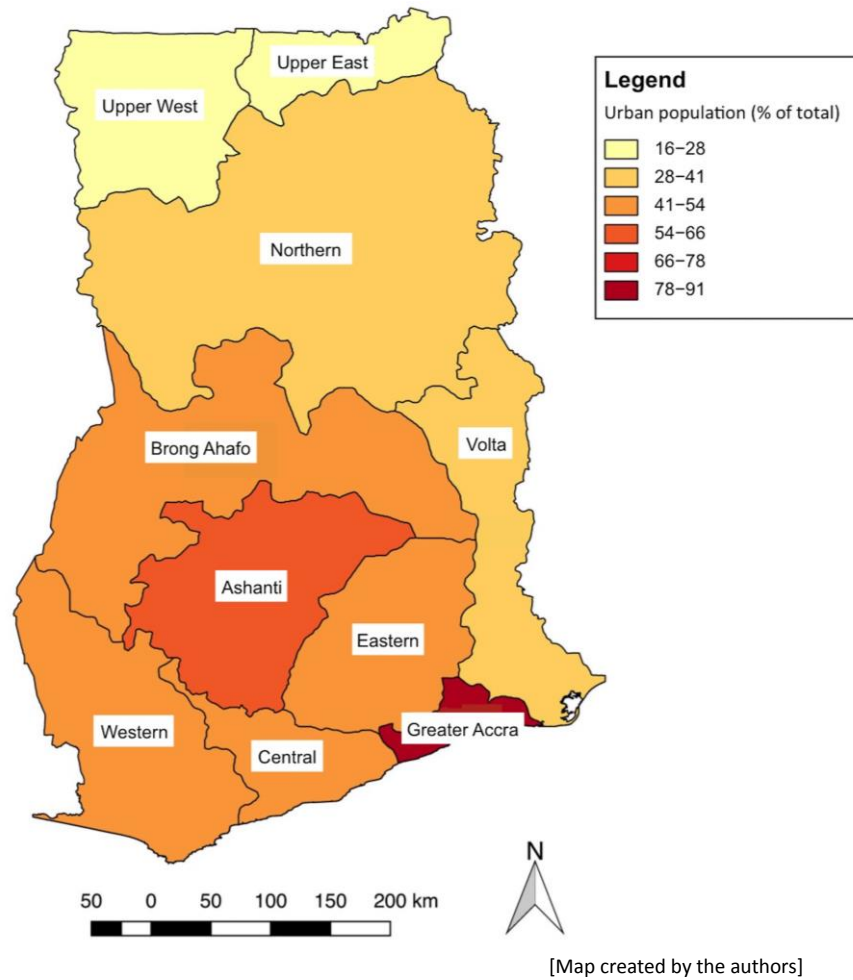 Upper East
Upper West
Northern
Brong Ahafo
Volta
Ashanti
Eastern
Western
Central
Greater Accra
Legend
Urban population (% of total)
16–28
28–41
41–54
54–66
66–78
78–91
50 0 50 100 150 200 km
N
[Map created by the authors]